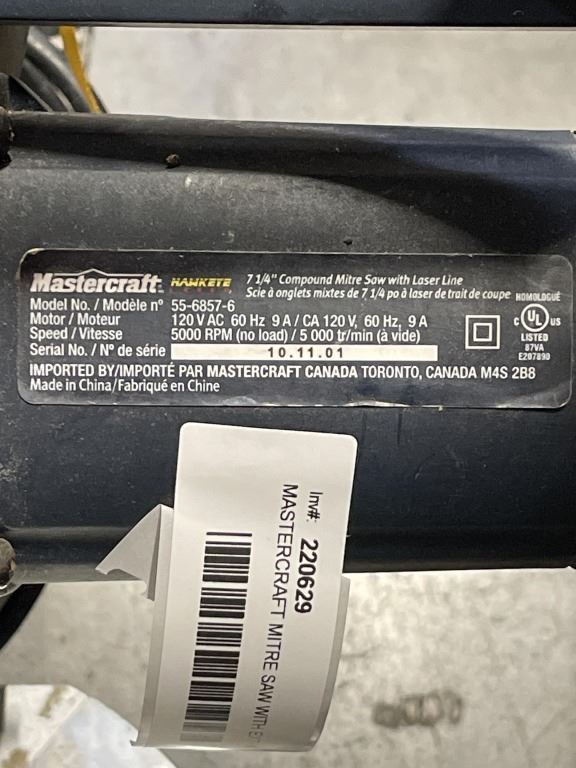 Mastercraft HAWKEYE 7 1/4" Compound Mitre Saw with Laser Line
Scie à onglets mixtes de 7 1/4 po à laser de trait de coupe
Model No. / Modèle nº 55-6857-6
Motor / Moteur 120 V AC 60 Hz 9 A / CA 120 V, 60 Hz, 9 A
Speed / Vitesse 5000 RPM (no load) / 5 000 tr/min (à vide)
Serial No. / Nº de série 10.11.01
IMPORTED BY/IMPORTÉ PAR MASTERCRAFT CANADA TORONTO, CANADA M4S 2B8
Made in China/Fabriqué en Chine
HOMOLOGUÉ
C UL US
LISTED
87VA
E207890
Inv#: 220629
MASTERCRAFT MITRE SAW WITH